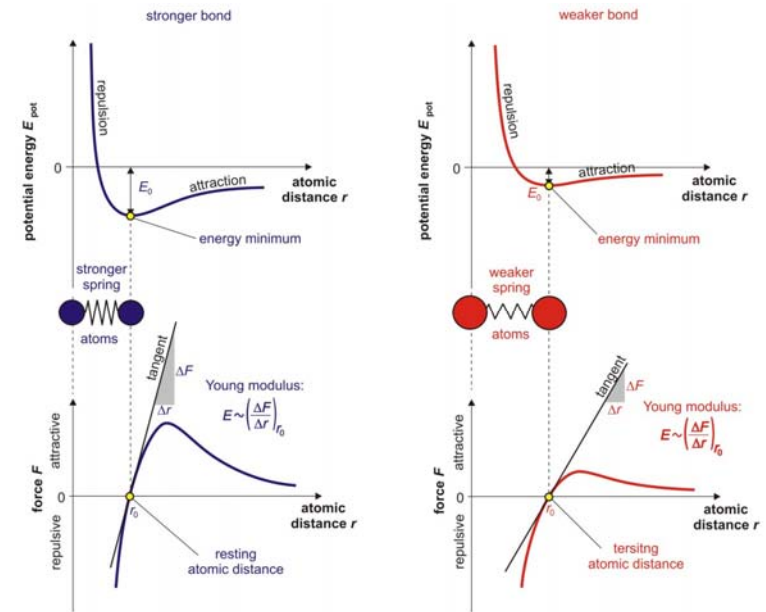 stronger bond
potential energy E pot
repulsion
0
E0
attraction
atomic
distance r
energy minimum
stronger
spring
atoms
tangent
ΔF
Δr
Young modulus:
E~(ΔF/Δr)r0
force F
attractive
0
repulsive
r0
atomic
distance r
resting
atomic distance
weaker bond
potential energy E pot
repulsion
0
E0
attraction
atomic
distance r
energy minimum
weaker
spring
atoms
tangent
ΔF
Δr
Young modulus:
E~(ΔF/Δr)r0
force F
attractive
0
repulsive
r0
atomic
distance r
tersitng
atomic distance